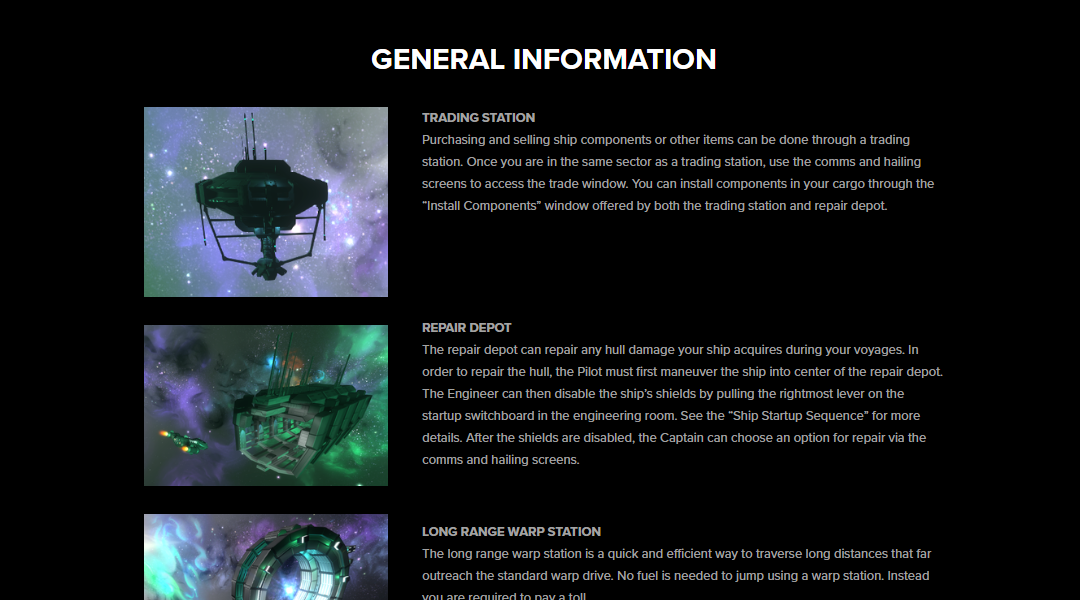 GENERAL INFORMATION
TRADING STATION
Purchasing and selling ship components or other items can be done through a trading
station. Once you are in the same sector as a trading station, use the comms and hailing
screens to access the trade window. You can install components in your cargo through the
“Install Components” window offered by both the trading station and repair depot.
REPAIR DEPOT
The repair depot can repair any hull damage your ship acquires during your voyages. In
order to repair the hull, the Pilot must first maneuver the ship into center of the repair depot.
The Engineer can then disable the ship’s shields by pulling the rightmost lever on the
startup switchboard in the engineering room. See the “Ship Startup Sequence” for more
details. After the shields are disabled, the Captain can choose an option for repair via the
comms and hailing screens.
LONG RANGE WARP STATION
The long range warp station is a quick and efficient way to traverse long distances that far
outreach the standard warp drive. No fuel is needed to jump using a warp station. Instead
you are required to pay a toll